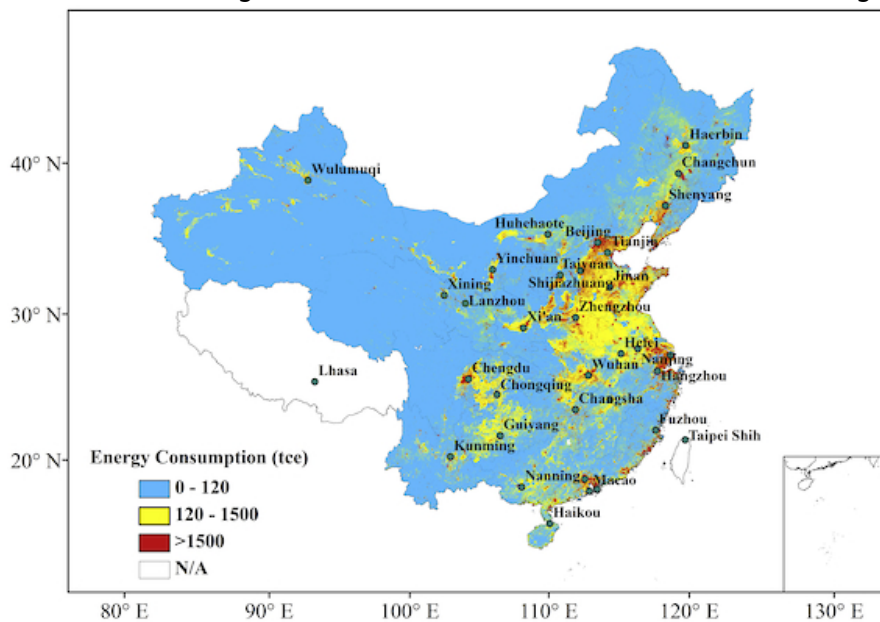 40° N
30° N
20° N
Haerbin
Changchun
Wulumuqi
Shenyang
Huhehaote
Beijing
Tianjin
Yinchuan
Taiyuan
Jinan
Shijiazhuang
Xining
Lanzhou
Zhengzhou
Xi'an
Hefei
Nanjing
Wuhan
Hangzhou
Lhasa
Chengdu
Chongqing
Changsha
Guiyang
Fuzhou
Taipei Shih
Kunming
Nanning
Macao
Haikou
Energy Consumption (tce)
0 - 120
120 - 1500
>1500
N/A
80° E
90° E
100° E
110° E
120° E
130° E